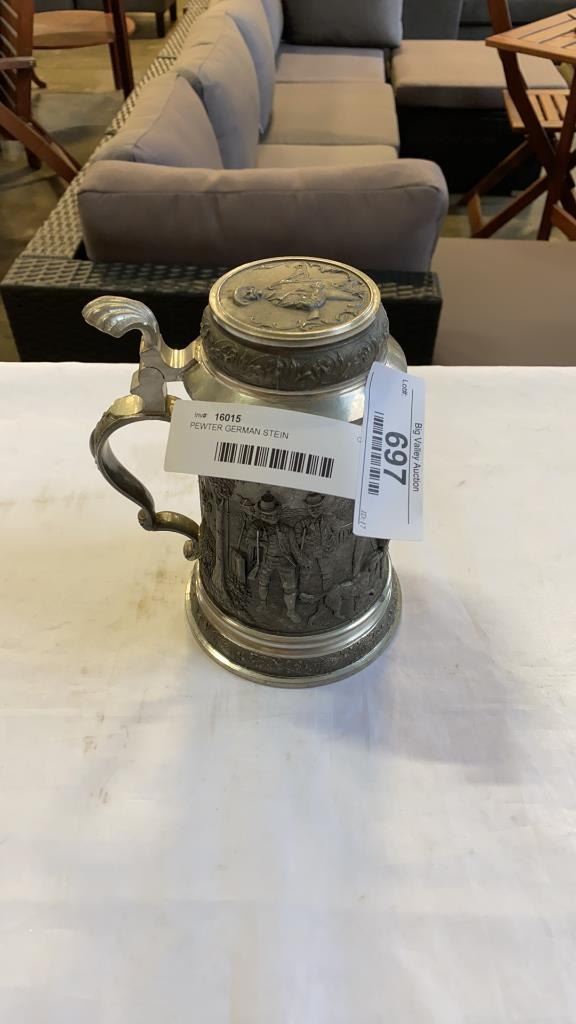 Inv#: 16015
PEWTER GERMAN STEIN
Big Valley Auction
Lot#:
697